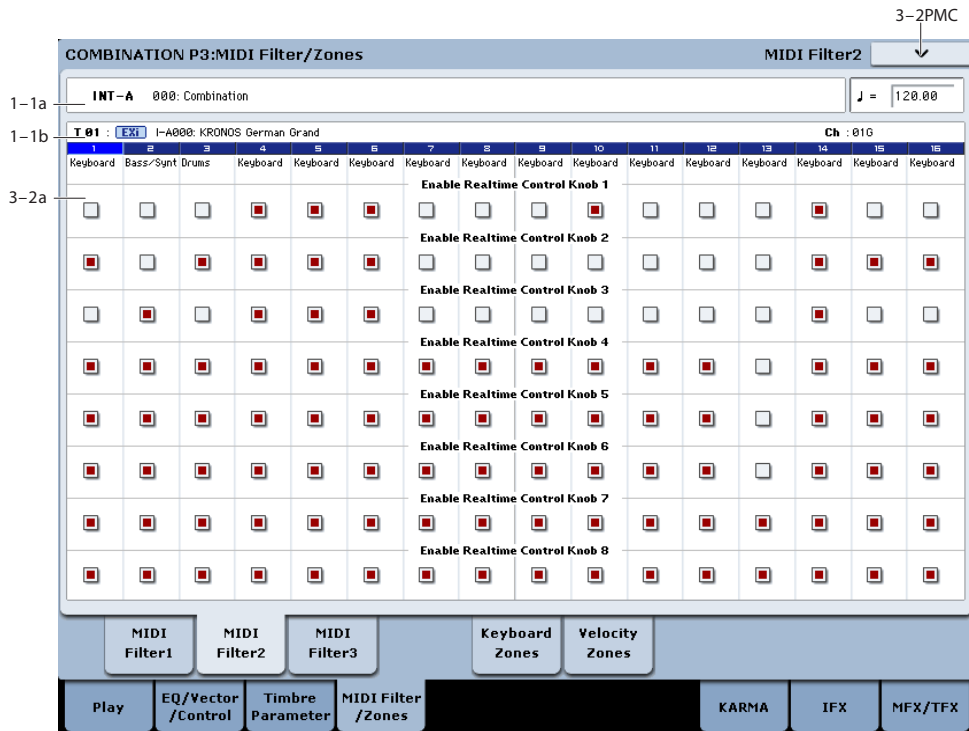 3-2PMC
COMBINATION P3:MIDI Filter/Zones MIDI Filter2
1-1a INT-A 000: Combination ♩ = 120.00
1-1b T 01 : EXi I-A000: KRONOS German Grand Ch : 01G
1 2 3 4 5 6 7 8 9 10 11 12 13 14 15 16
Keyboard Bass/Synt Drums Keyboard Keyboard Keyboard Keyboard Keyboard Keyboard Keyboard Keyboard Keyboard Keyboard Keyboard Keyboard Keyboard
Enable Realtime Control Knob 1
3-2a
Enable Realtime Control Knob 2
Enable Realtime Control Knob 3
Enable Realtime Control Knob 4
Enable Realtime Control Knob 5
Enable Realtime Control Knob 6
Enable Realtime Control Knob 7
Enable Realtime Control Knob 8
MIDI Filter1 MIDI Filter2 MIDI Filter3 Keyboard Zones Velocity Zones
Play EQ/Vector /Control Timbre Parameter MIDI Filter /Zones KARMA IFX MFX/TFX